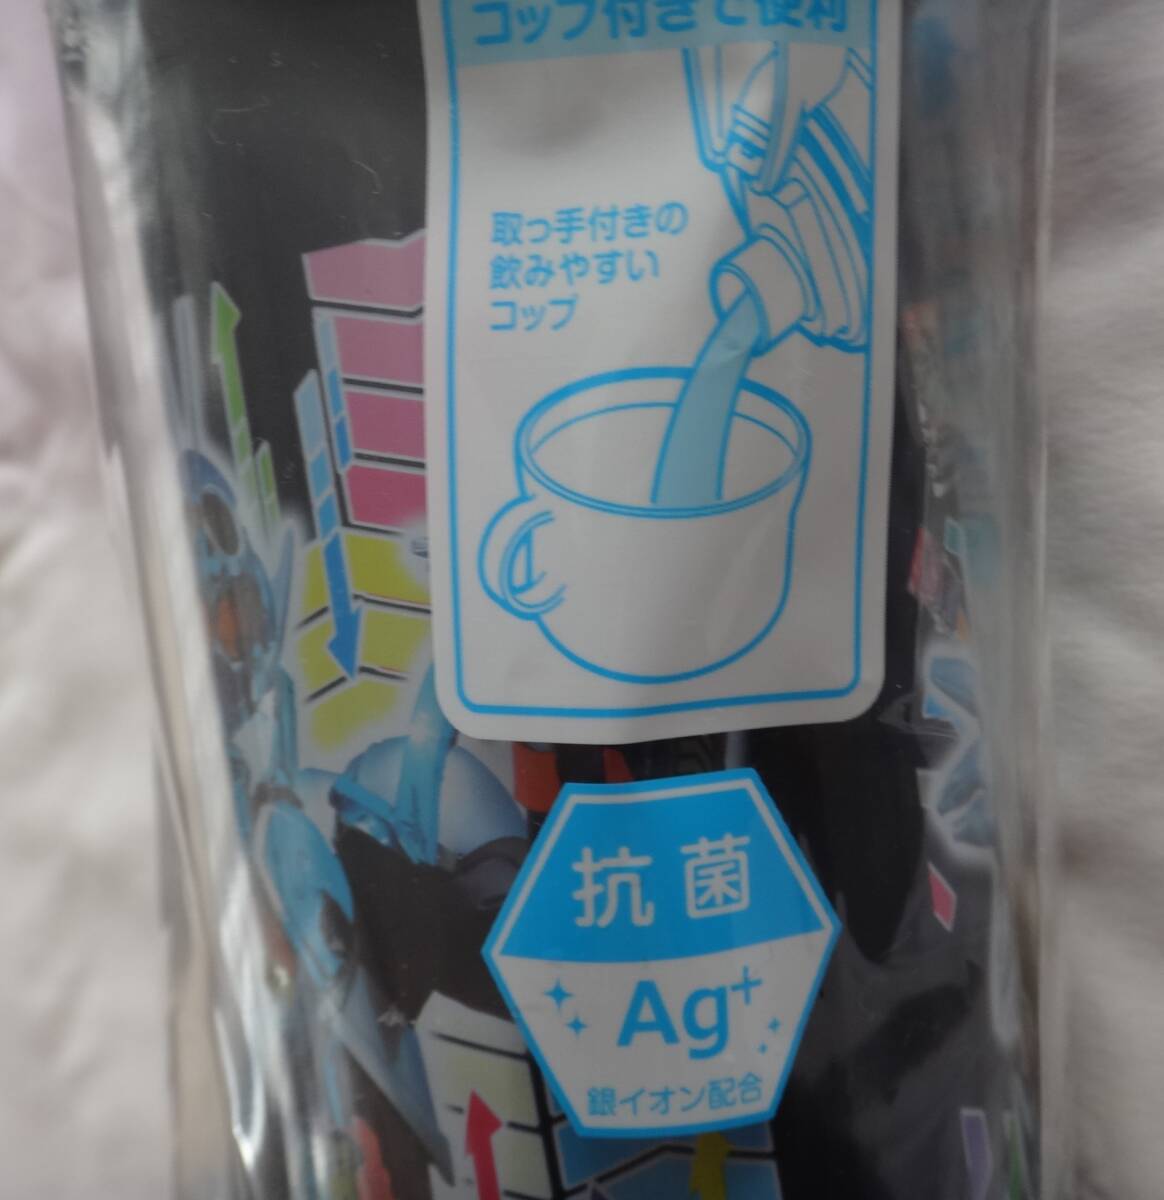 コップ付きで便利
取っ手付きの
飲みやすい
コップ
抗菌
Ag+
銀イオン配合